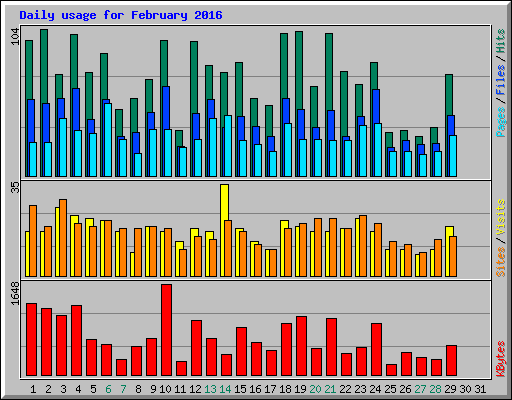 Daily usage for February 2016
104
Pages / Files / Hits
35
Sites / Visits
1648
KBytes
1 2 3 4 5 6 7 8 9 10 11 12 13 14 15 16 17 18 19 20 21 22 23 24 25 26 27 28 29 30 31